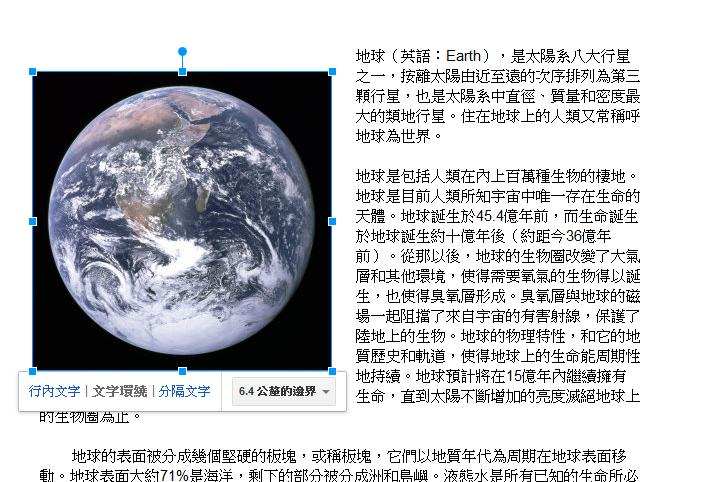 地球（英語：Earth），是太陽系八大行星
之一，按離太陽由近至遠的次序排列為第三
顆行星，也是太陽系中直徑、質量和密度最
大的類地行星。住在地球上的人類又常稱呼
地球為世界。
地球是包括人類在內上百萬種生物的棲地。
地球是目前人類所知宇宙中唯一存在生命的
天體。地球誕生於45.4億年前，而生命誕生
於地球誕生約十億年後（約距今36億年
前）。從那以後，地球的生物圈改變了大氣
層和其他環境，使得需要氧氣的生物得以誕
生，也使得臭氧層形成。臭氧層與地球的磁
場一起阻擋了來自宇宙的有害射線，保護了
陸地上的生物。地球的物理特性，和它的地
質歷史和軌道，使得地球上的生命能周期性
地持續。地球預計將在15億年內繼續擁有
生命，直到太陽不斷增加的亮度滅絕地球上
行內文字 | 文字環繞 | 分隔文字 6.4 公釐的邊界
的生物圈為止。
地球的表面被分成幾個堅硬的板塊，或稱板塊，它們以地質年代為周期在地球表面移
動。地球表面大約71%是海洋，剩下的部分被分成洲和島嶼。液態水是所有已知的生命所必